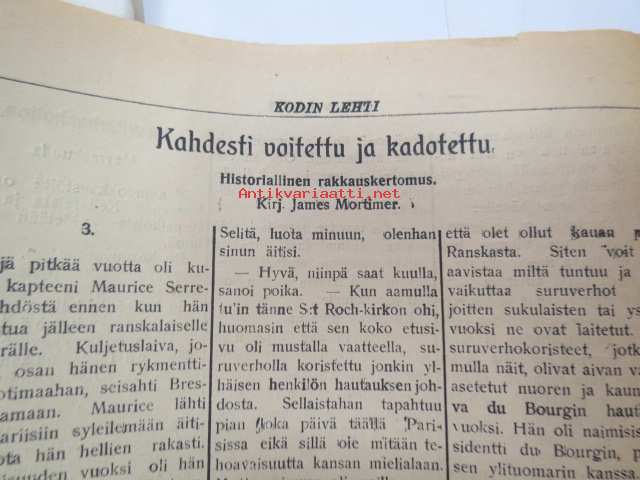 KODIN LEHTI
Kahdesti voitettu ja kadotettu.
Historiallinen rakkauskertomus.
Antikvariaatti.net
Kirj. James Mortimer.
3.
jä pitkää vuotta oli ku-
kapteeni Maurice Serre-
hdöstä ennen kun hän
tua jälleen ranskalaiselle
rälle. Kuljetuslaiva, jo-
osan hänen rykmentti-
otimaahan, seisahti Bres-
amaan. Maurice lähti
ariisiin syleilemään äiti-
ota hän hellien rakasti.
suuden vuoksi oli hän
Selitä, luota minuun, olenhan
sinun äitisi.
— Hyvä, niinpä saat kuulla,
sanoi poika. — Kun aamulla
tu'in tänne S:t Roch-kirkon ohi,
huomasin että sen koko etusi-
vu oli mustalla vaatteella, su-
ruverholla koristettu jonkin yl-
häisen henkilön hautauksen joh-
dosta. Sellaistahan tapahtuu
pian joka päivä täällä Pari-
sissa eikä sillä oie mitään te-
hoavaisuutta kansan mielialaan.
että olet ollut kauan p
Ranskasta. Siten voit
aavistaa miltä tuntuu ja
vaikuttaa suruverhot
joitten sukulaisten tai ys
vuoksi ne ovat laitetut.
suruverhokoristeet, jotk
mulla näit, olivat aivan va
asetetut nuoren ja kaun
va du Bourgin haut
vuoksi. Hän oli naimisis
sidentti du Bourgin, p
sen ylituomarin kanssa.